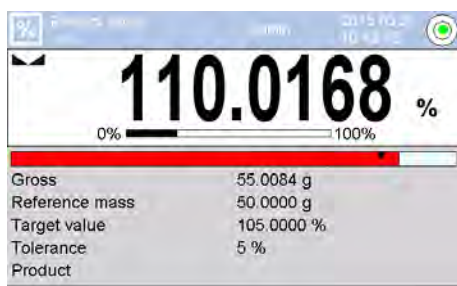 %
110.0168 %
0% 100%
Gross 55.0084 g
Reference mass 50.0000 g
Target value 105.0000 %
Tolerance 5 %
Product